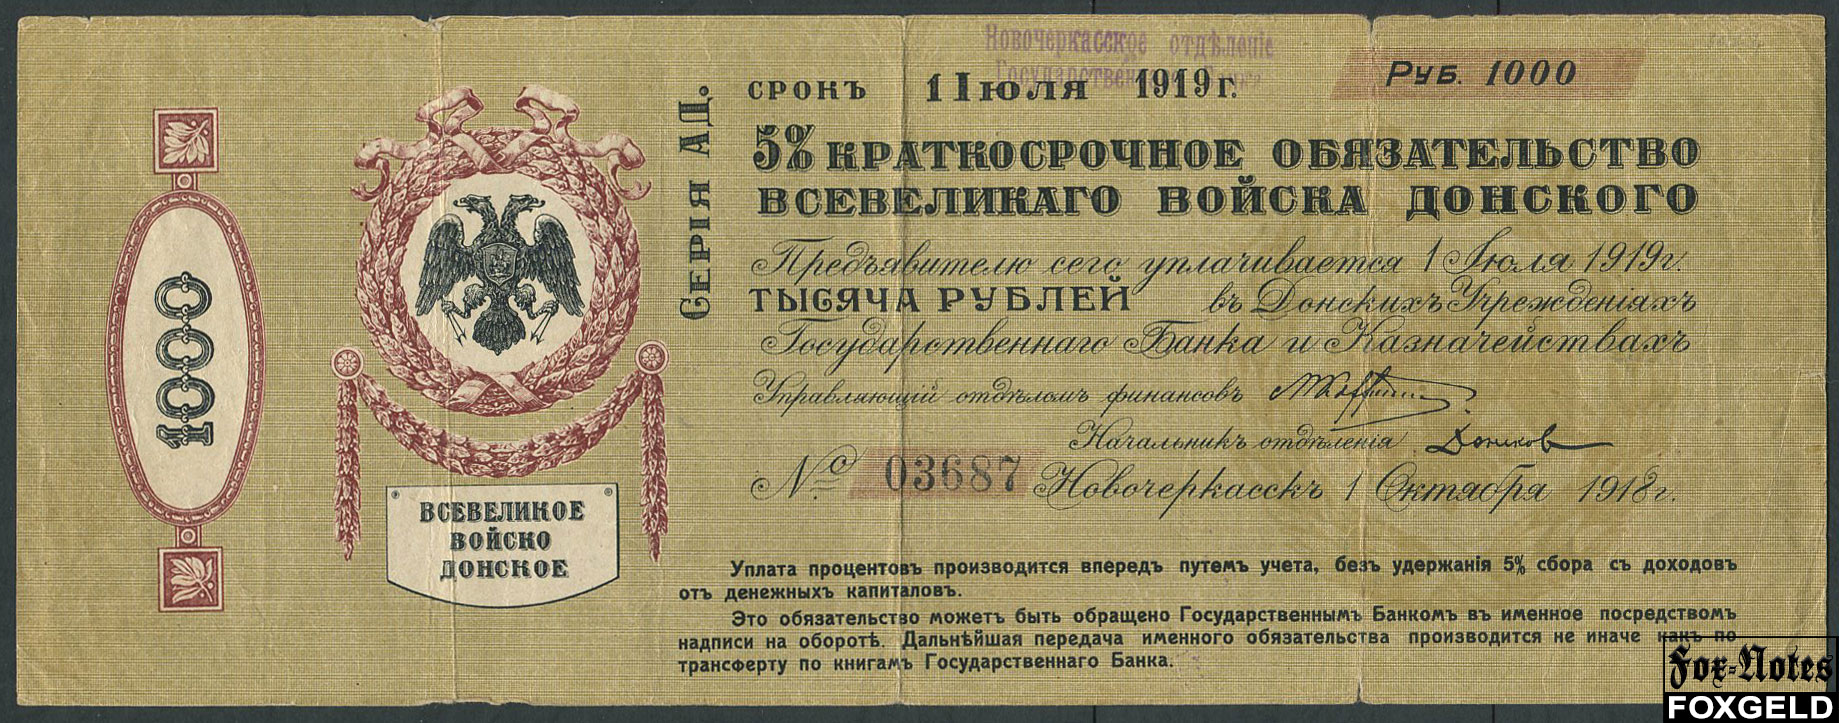 Новочеркасское отдѣленіе
Государственнаго
СРОКЪ 1 Іюля 1919 г.
Руб. 1000
Серія АД.
5% КРАТКОСРОЧНОЕ ОБЯЗАТЕЛЬСТВО
ВСЕВЕЛИКАГО ВОЙСКА ДОНСКОГО
Предъявителю сего уплачивается 1 Іюля 1919 г.
ТЫСЯЧА РУБЛЕЙ въ Донскихъ Учрежденіяхъ
Государственнаго Банка и Казначействахъ
Управляющій отдѣломъ финансовъ
Начальникъ отдѣленія
№ 03687 Новочеркасскъ 1 Октября 1918 г.
1000
ВСЕВЕЛИКОЕ
ВОЙСКО
ДОНСКОЕ
Уплата процентовъ производится впередъ путемъ учета, безъ удержанія 5% сбора съ доходовъ
отъ денежныхъ капиталовъ.
Это обязательство можетъ быть обращено Государственнымъ Банкомъ въ именное посредствомъ
надписи на оборотѣ. Дальнѣйшая передача именного обязательства производится не иначе какъ по
трансферту по книгамъ Государственнаго Банка.
Fox-Notes
FOXGELD